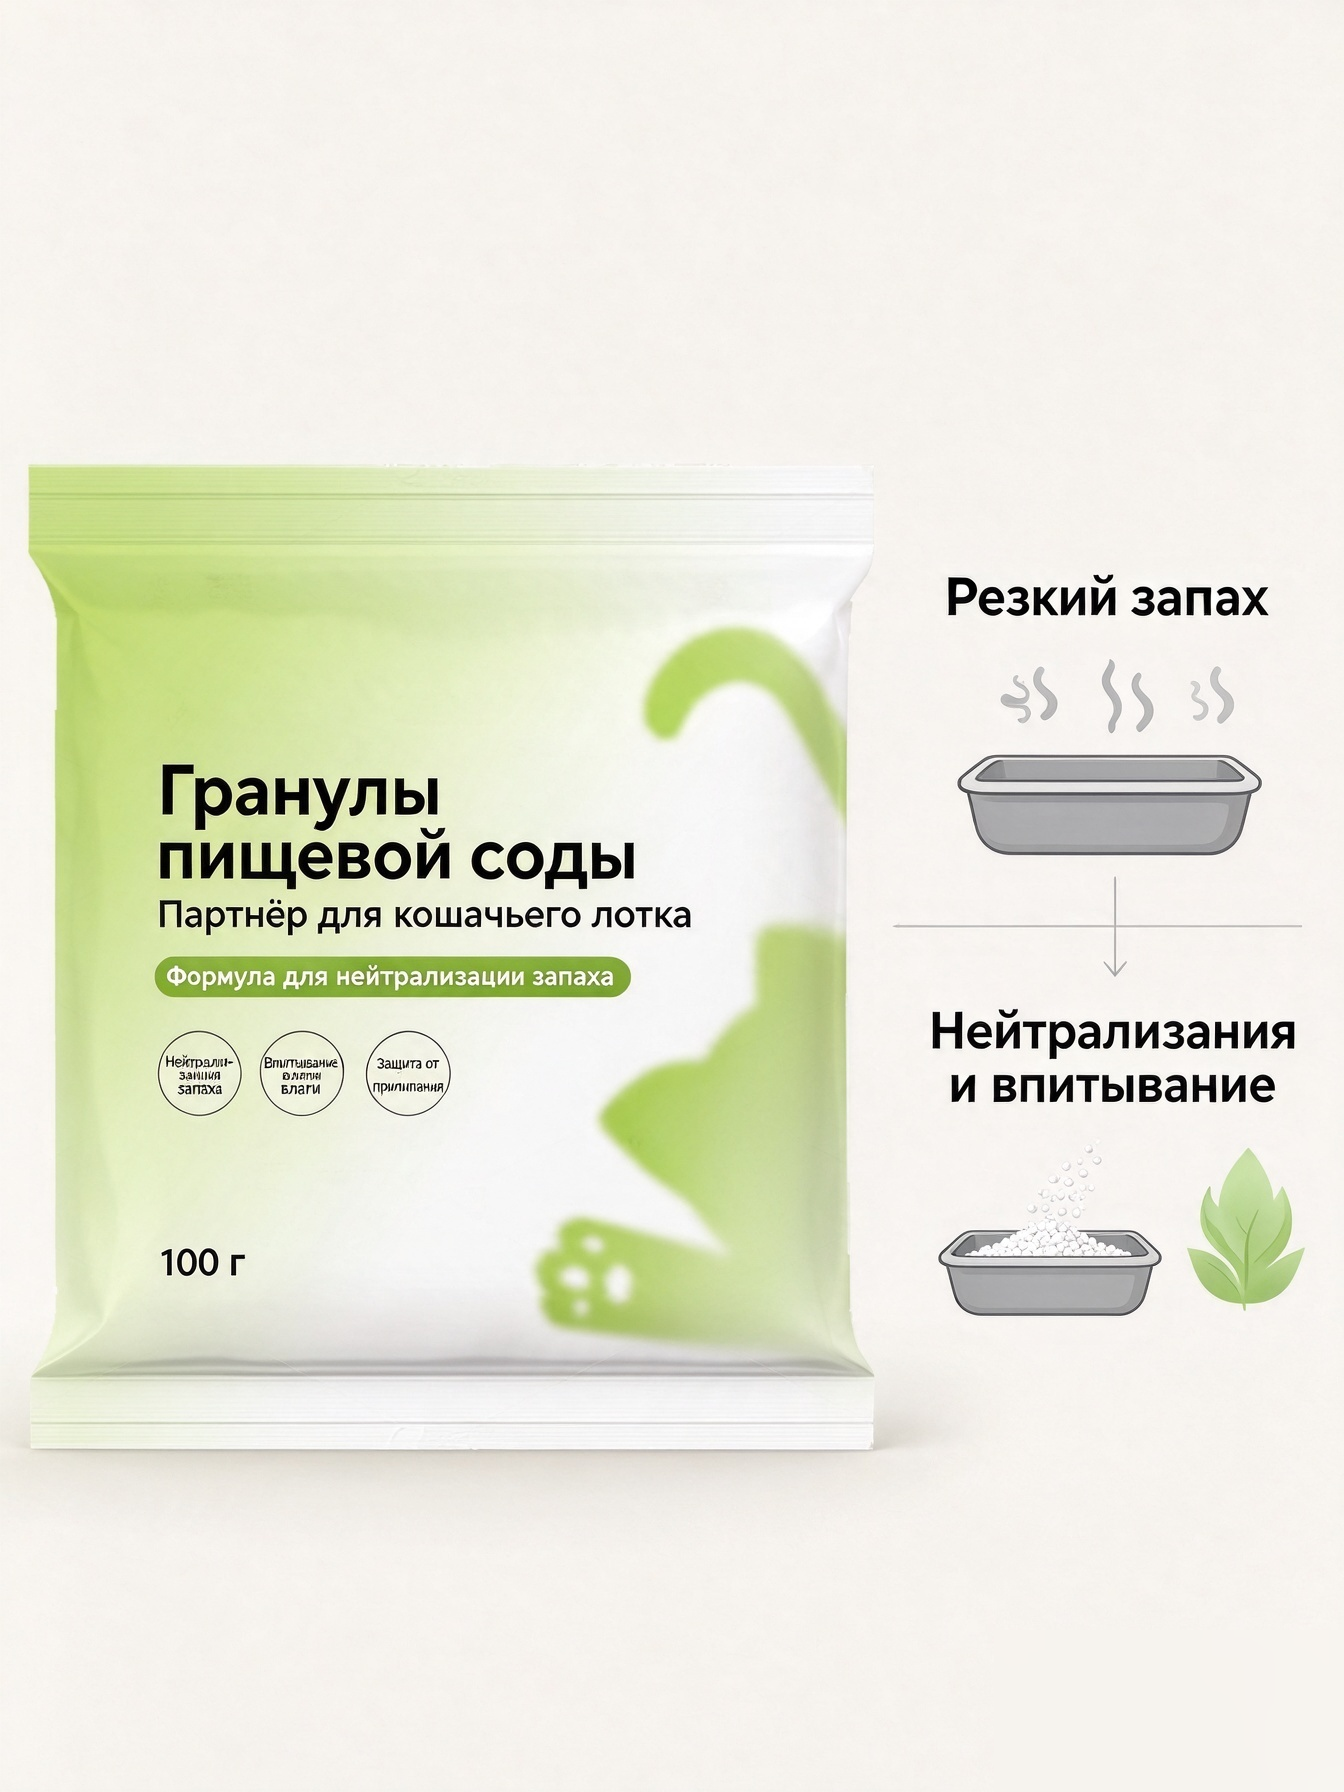 Гранулы
пищевой соды
Партнёр для кошачьего лотка
Формула для нейтрализации запаха
запаха
Защита от
прилипания
100 г
Резкий запах
Нейтрализания
и впитывание